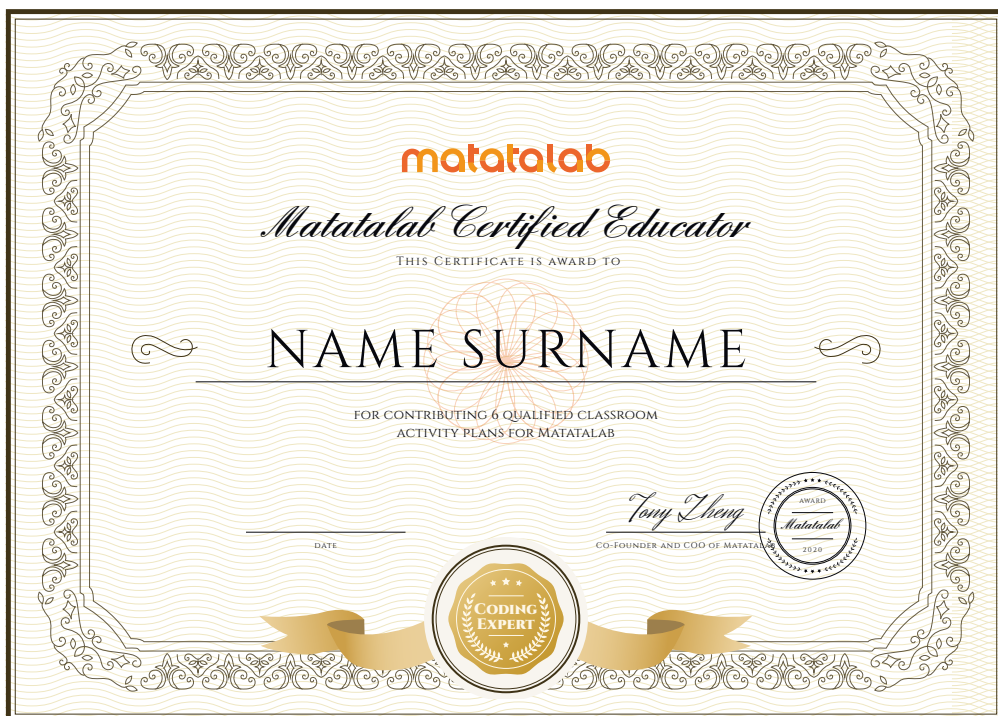 matatalab
Matatalab Certified Educator
This Certificate is award to
NAME SURNAME
for contributing 6 qualified classroom
activity plans for Matatalab
Tony Zheng
date
Co-Founder and COO of Matatalab
AWARD
Matatalab
2020
Coding
Expert